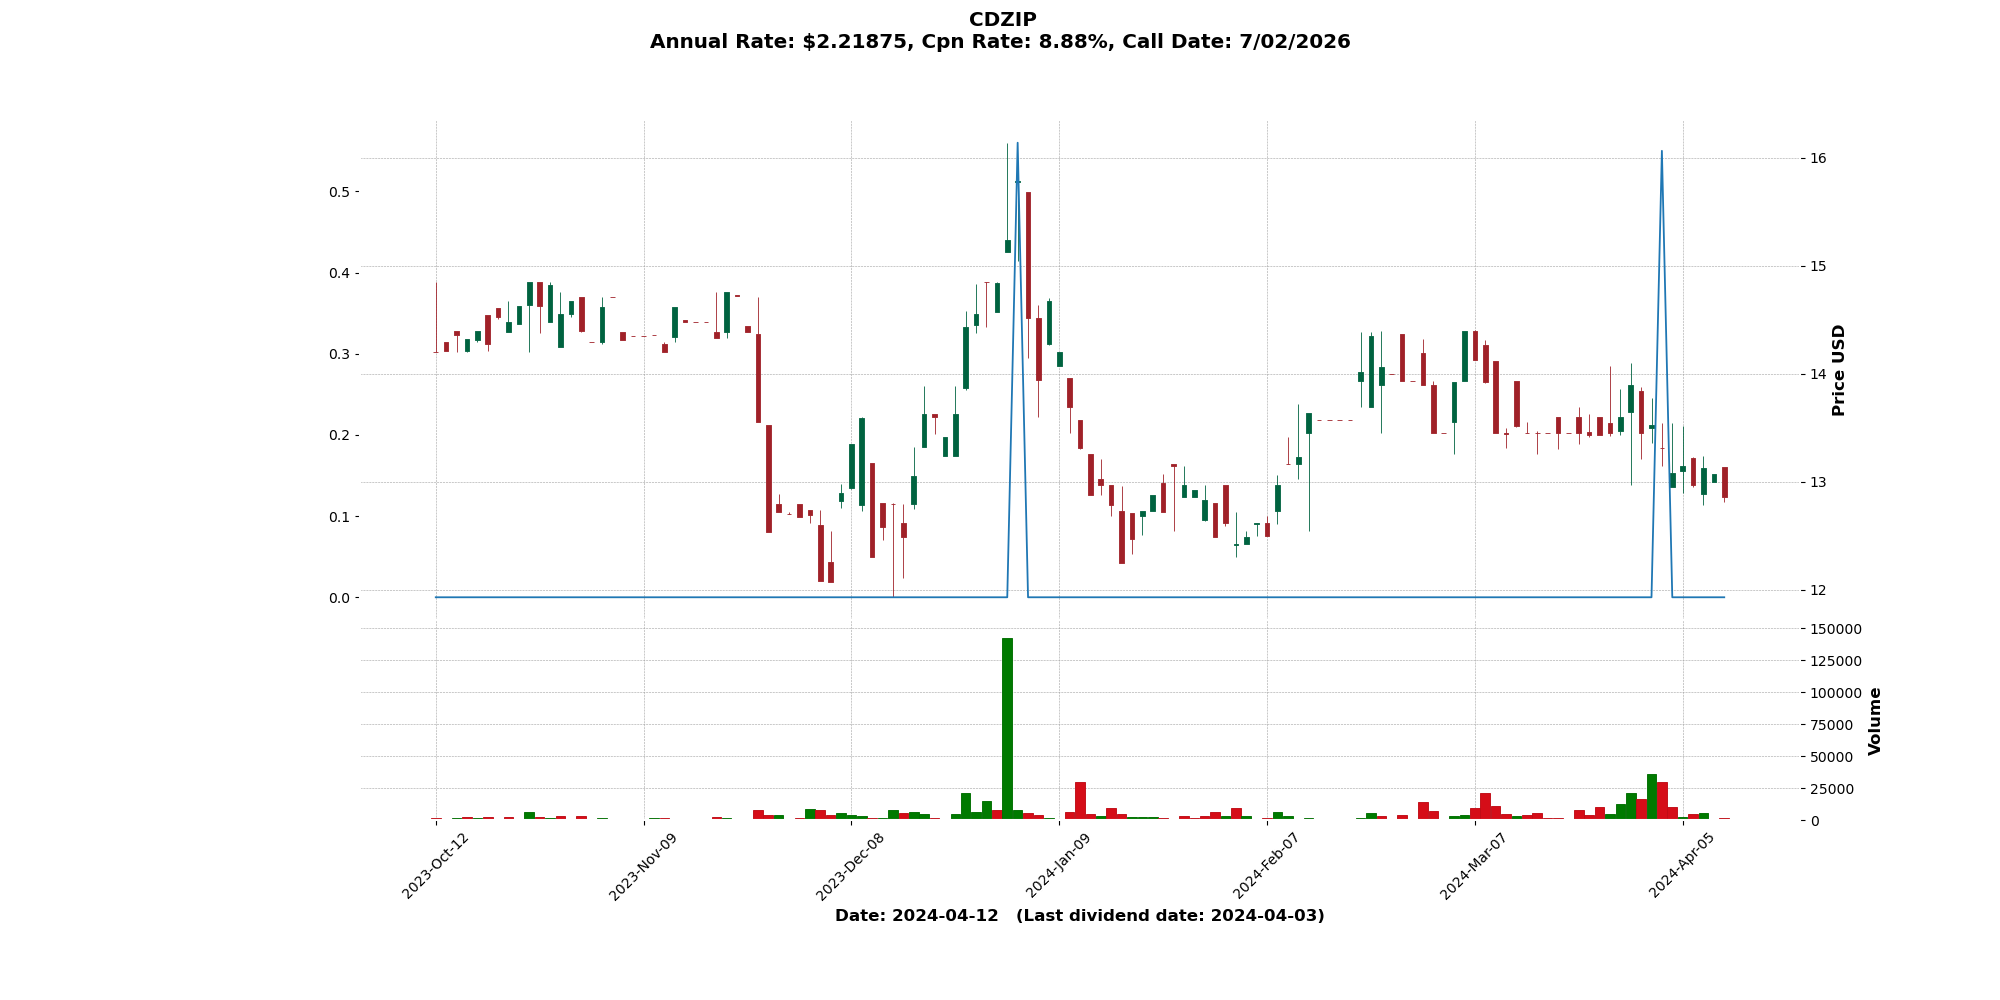 CDZIP
Annual Rate: $2.21875, Cpn Rate: 8.88%, Call Date: 7/02/2026
0.5
0.4
0.3
0.2
0.1
0.0
16
15
14
13
12
Price USD
150000
125000
100000
75000
50000
25000
0
Volume
2023-Oct-12
2023-Nov-09
2023-Dec-08
2024-Jan-09
2024-Feb-07
2024-Mar-07
2024-Apr-05
Date: 2024-04-12   (Last dividend date: 2024-04-03)